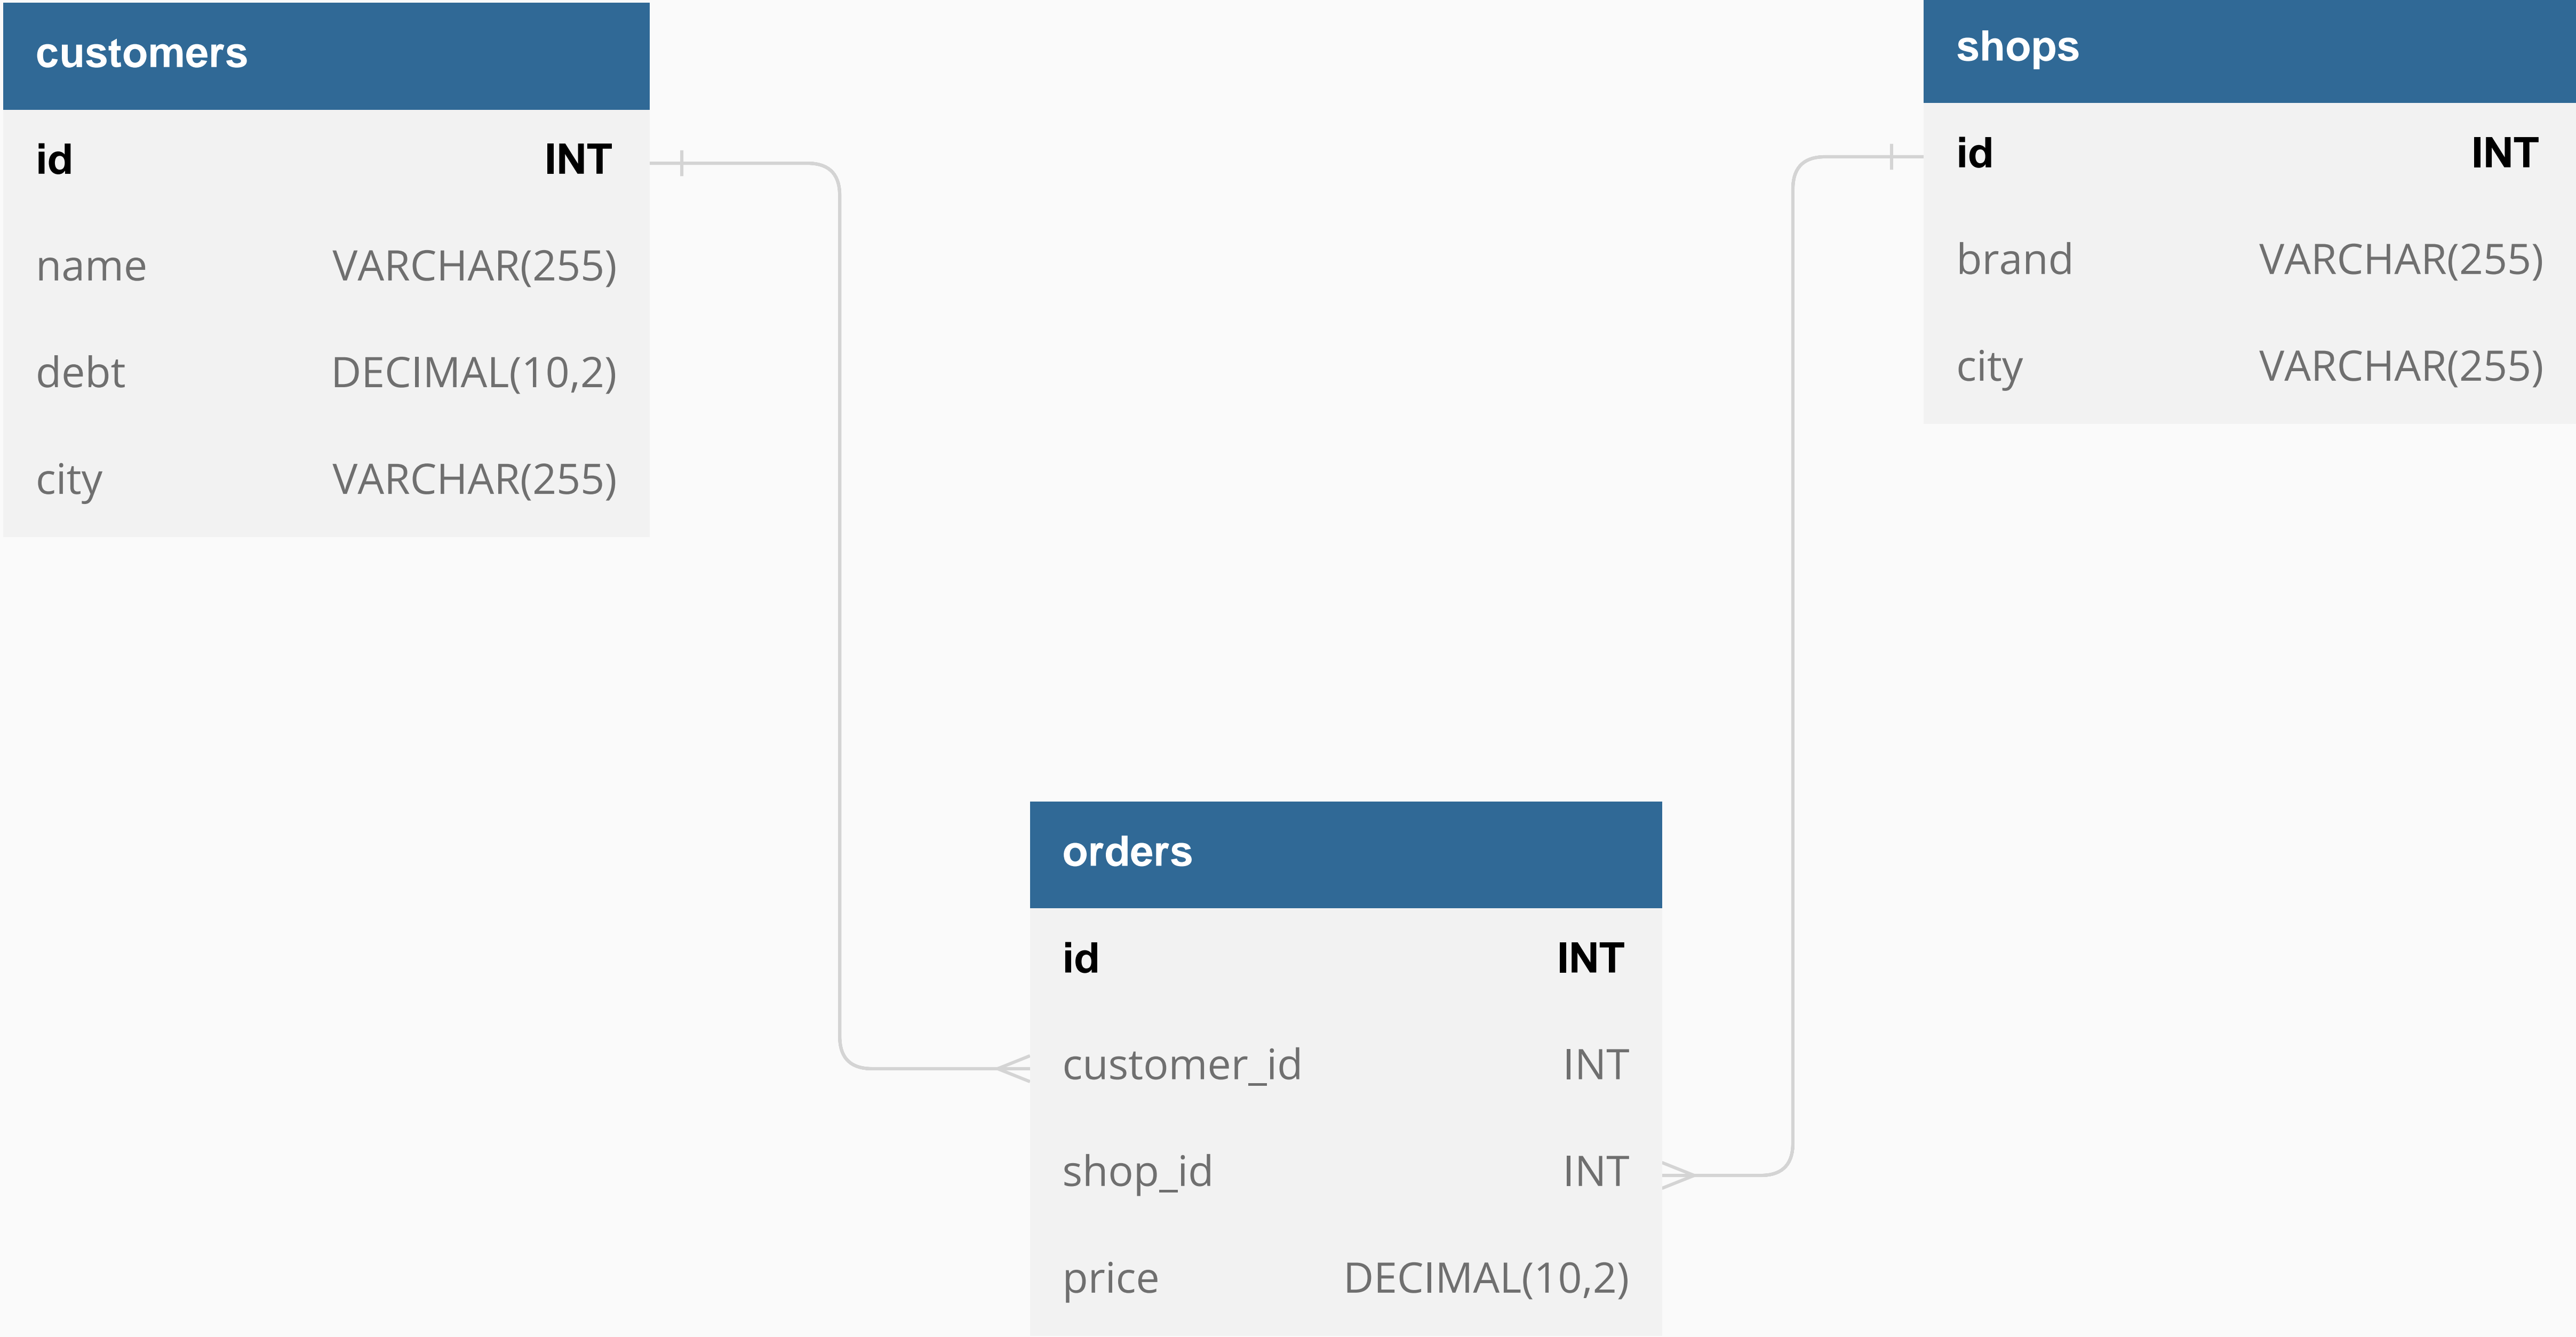 customers
id INT
name VARCHAR(255)
debt DECIMAL(10,2)
city VARCHAR(255)
shops
id INT
brand VARCHAR(255)
city VARCHAR(255)
orders
id INT
customer_id INT
shop_id INT
price DECIMAL(10,2)